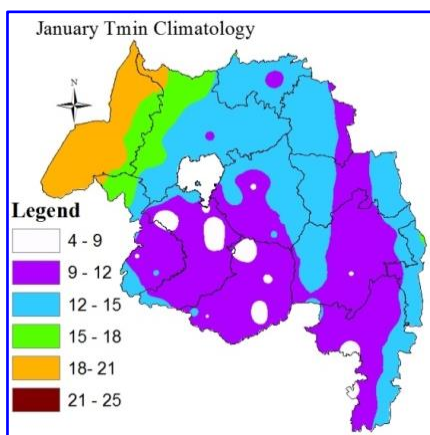 January Tmin Climatology
N
Legend
4 - 9
9 - 12
12 - 15
15 - 18
18- 21
21 - 25